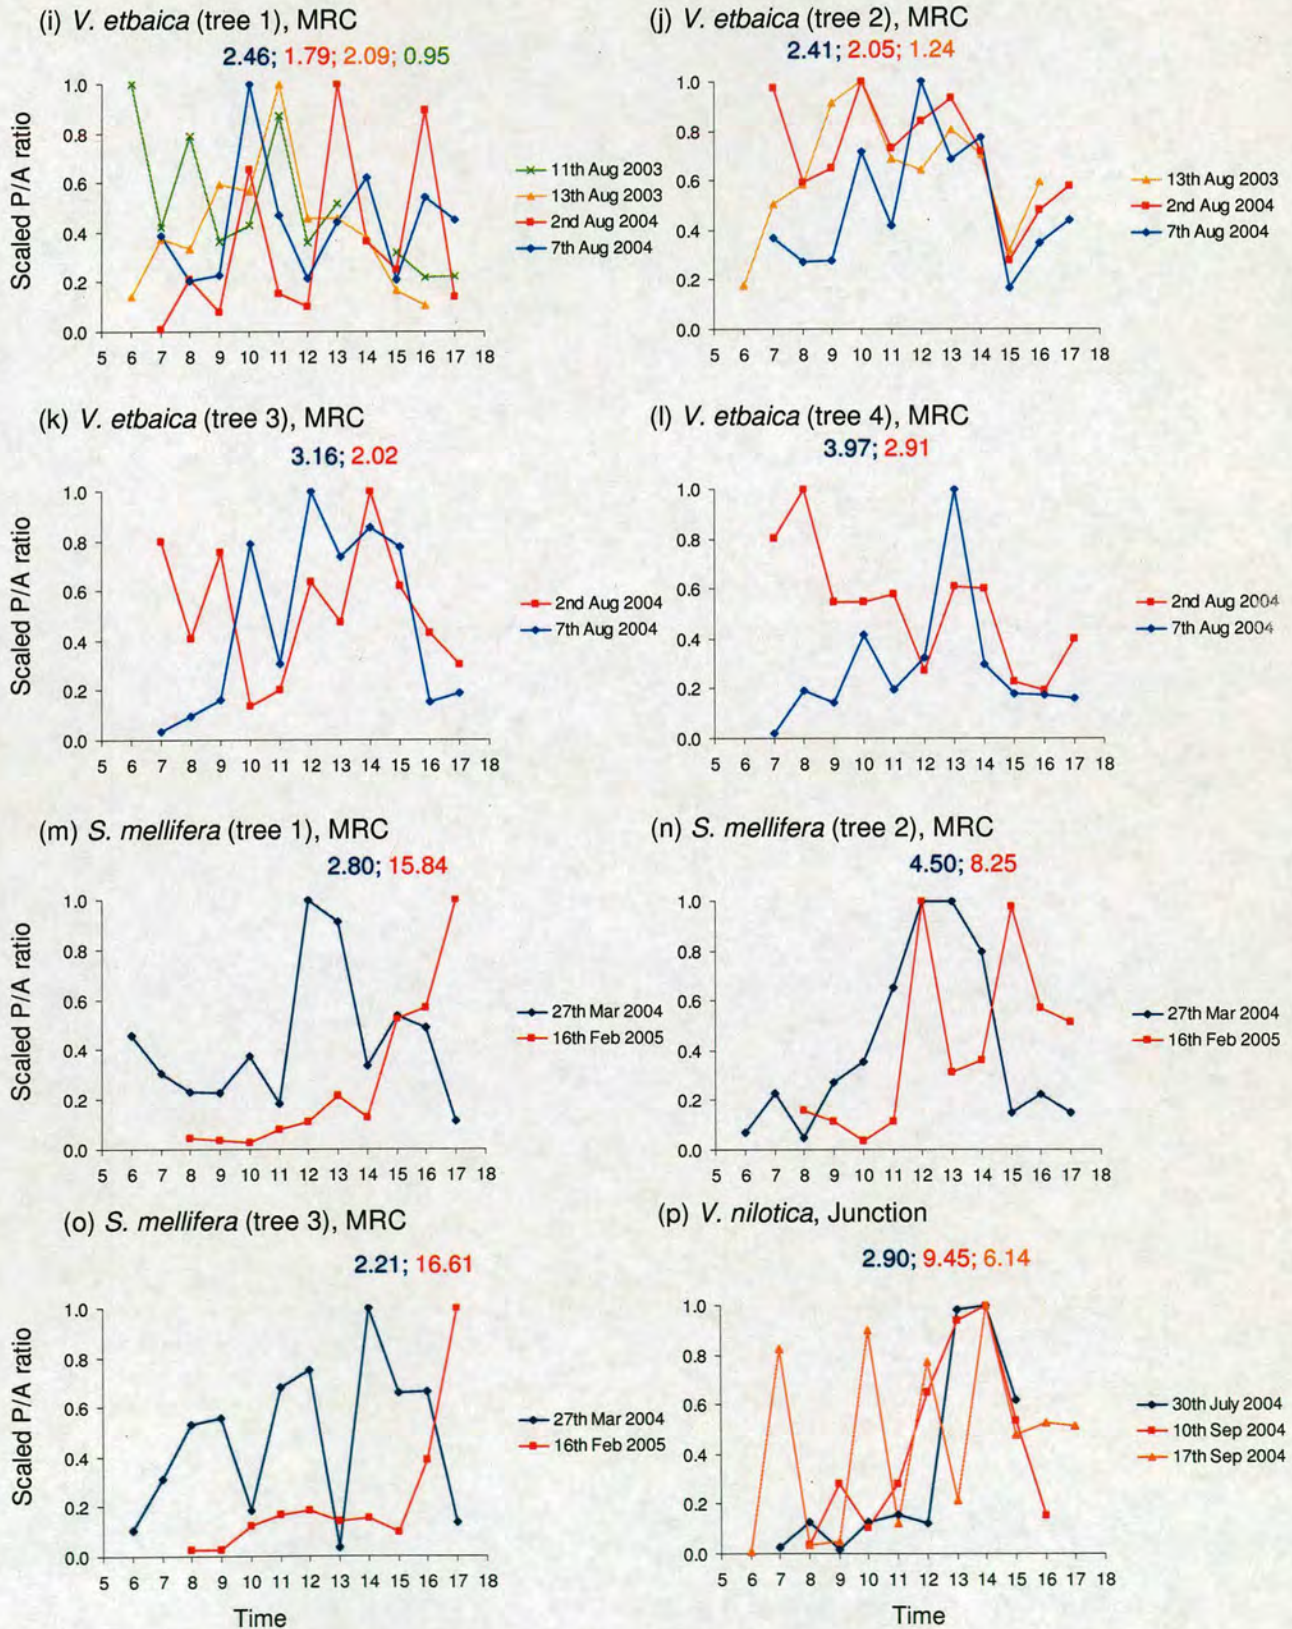 (i) V. etbaica (tree 1), MRC
2.46; 1.79; 2.09; 0.95
Scaled P/A ratio
1.0
0.8
0.6
0.4
0.2
0.0
5 6 7 8 9 10 11 12 13 14 15 16 17 18
11th Aug 2003
13th Aug 2003
2nd Aug 2004
7th Aug 2004
(j) V. etbaica (tree 2), MRC
2.41; 2.05; 1.24
1.0
0.8
0.6
0.4
0.2
0.0
5 6 7 8 9 10 11 12 13 14 15 16 17 18
13th Aug 2003
2nd Aug 2004
7th Aug 2004
(k) V. etbaica (tree 3), MRC
3.16; 2.02
Scaled P/A ratio
1.0
0.8
0.6
0.4
0.2
0.0
5 6 7 8 9 10 11 12 13 14 15 16 17 18
2nd Aug 2004
7th Aug 2004
(l) V. etbaica (tree 4), MRC
3.97; 2.91
1.0
0.8
0.6
0.4
0.2
0.0
5 6 7 8 9 10 11 12 13 14 15 16 17 18
2nd Aug 2004
7th Aug 2004
(m) S. mellifera (tree 1), MRC
2.80; 15.84
Scaled P/A ratio
1.0
0.8
0.6
0.4
0.2
0.0
5 6 7 8 9 10 11 12 13 14 15 16 17 18
27th Mar 2004
16th Feb 2005
(n) S. mellifera (tree 2), MRC
4.50; 8.25
1.0
0.8
0.6
0.4
0.2
0.0
5 6 7 8 9 10 11 12 13 14 15 16 17 18
27th Mar 2004
16th Feb 2005
(o) S. mellifera (tree 3), MRC
2.21; 16.61
Scaled P/A ratio
1.0
0.8
0.6
0.4
0.2
0.0
5 6 7 8 9 10 11 12 13 14 15 16 17 18
Time
27th Mar 2004
16th Feb 2005
(p) V. nilotica, Junction
2.90; 9.45; 6.14
1.0
0.8
0.6
0.4
0.2
0.0
5 6 7 8 9 10 11 12 13 14 15 16 17 18
Time
30th July 2004
10th Sep 2004
17th Sep 2004